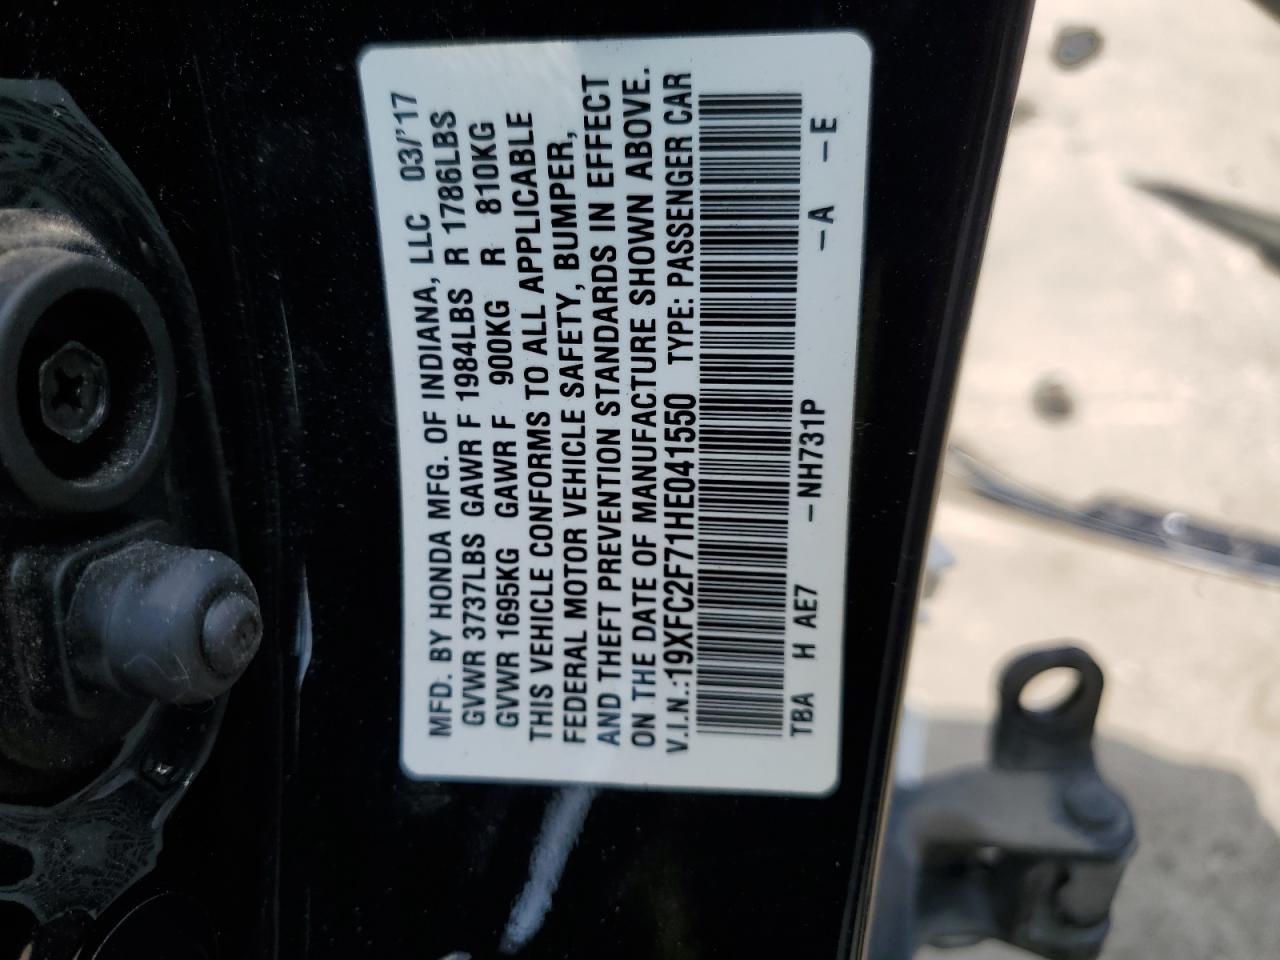 MFD. BY HONDA MFG. OF INDIANA, LLC 03/'17
GVWR 3737LBS GAWR F 1984LBS R 1786LBS
GVWR 1695KG GAWR F 900KG R 810KG
THIS VEHICLE CONFORMS TO ALL APPLICABLE
FEDERAL MOTOR VEHICLE SAFETY, BUMPER,
AND THEFT PREVENTION STANDARDS IN EFFECT
ON THE DATE OF MANUFACTURE SHOWN ABOVE.
V.I.N.:19XFC2F71HE041550 TYPE: PASSENGER CAR
TBA H AE7 -NH731P -A -E